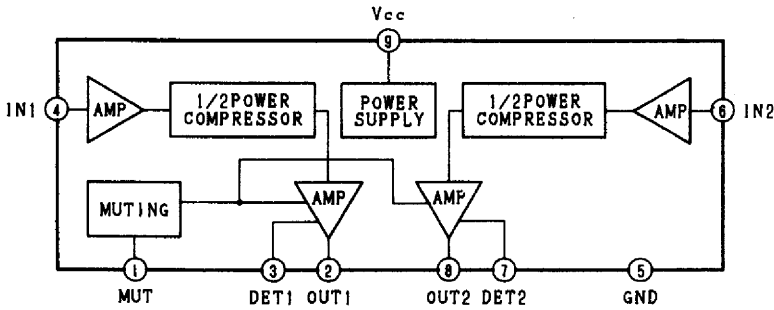 Vcc
9
IN1
4
AMP
1/2POWER
COMPRESSOR
POWER
SUPPLY
1/2POWER
COMPRESSOR
AMP
6
IN2
MUTING
AMP
AMP
1
3
2
8
7
5
MUT
DET1
OUT1
OUT2
DET2
GND